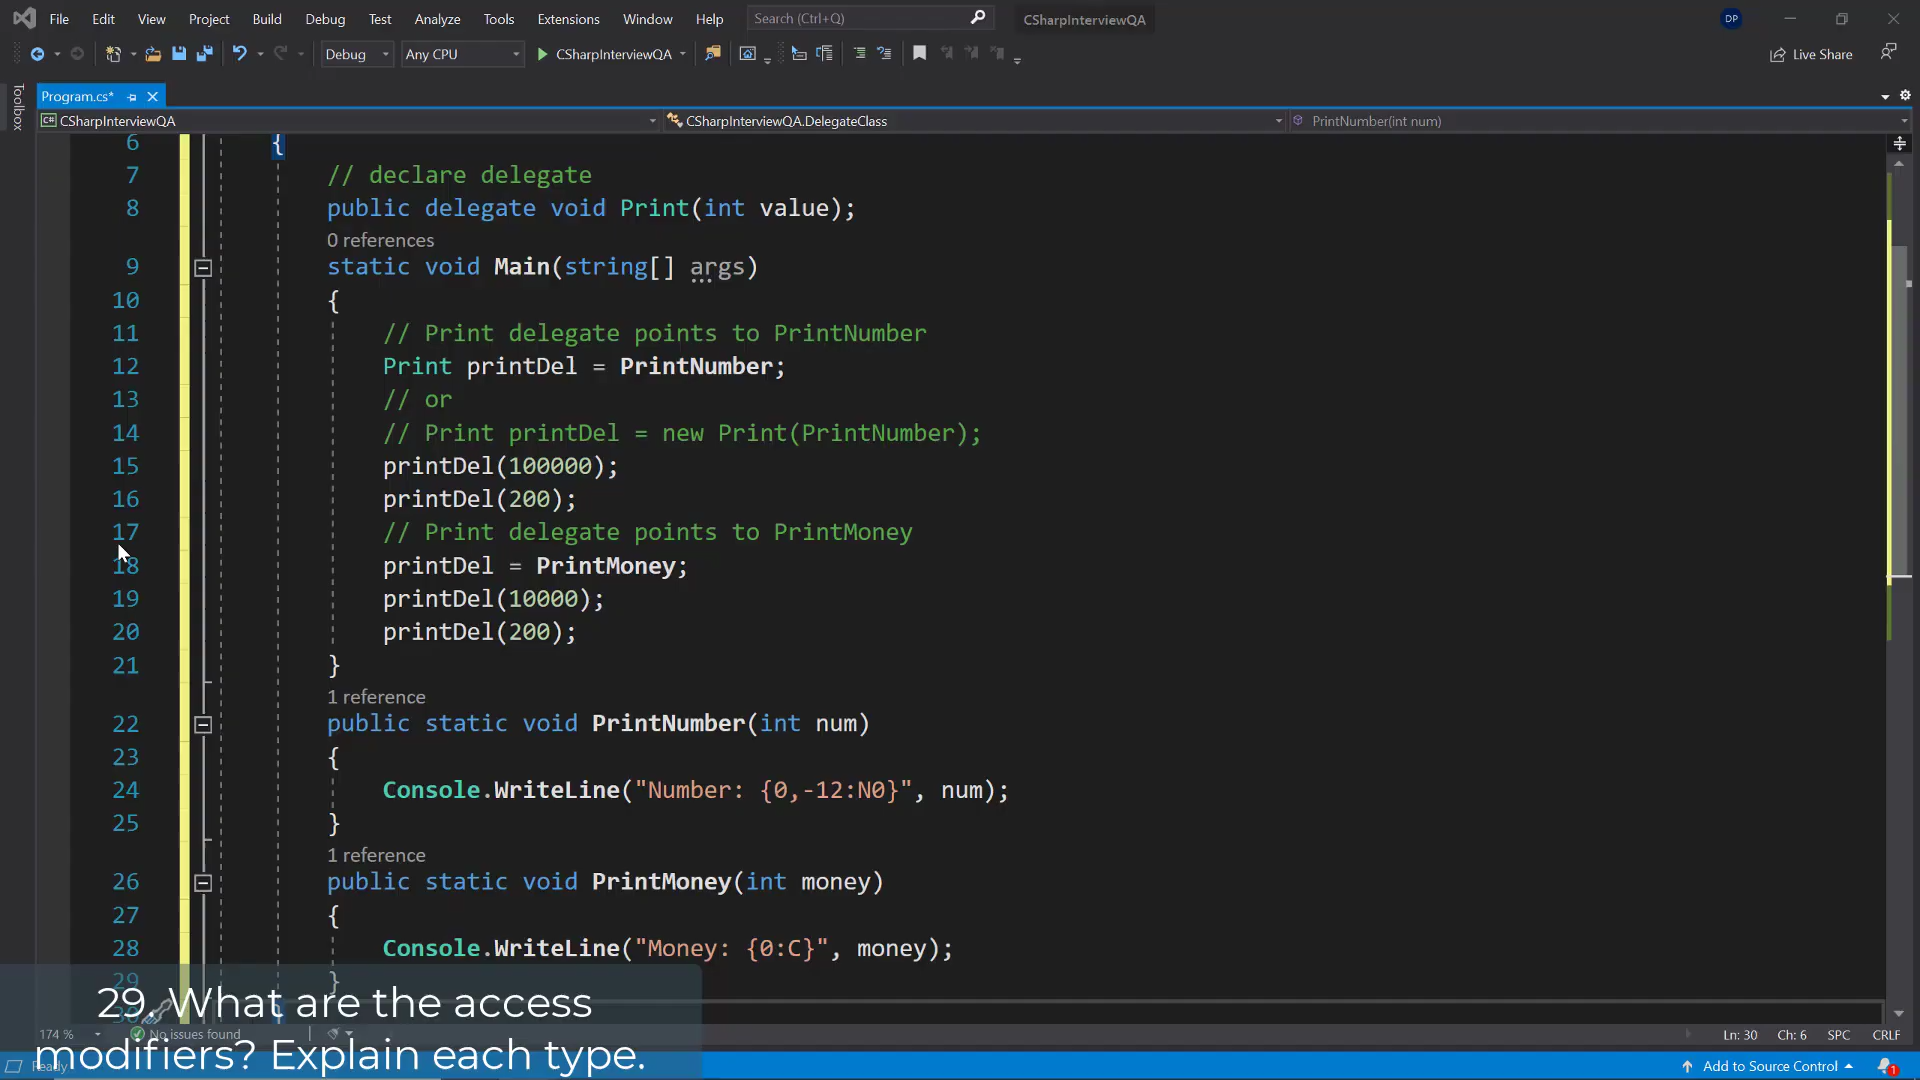 File Edit View Project Build Debug Test Analyze Tools Extensions Window Help Search (Ctrl+Q) CSharpInterviewQA DP
Debug Any CPU CSharpInterviewQA Live Share
Toolbox
Program.cs*
C# CSharpInterviewQA CSharpInterviewQA.DelegateClass PrintNumber(int num)
6 {
7 // declare delegate
8 public delegate void Print(int value);
0 references
9 static void Main(string[] args)
10 {
11 // Print delegate points to PrintNumber
12 Print printDel = PrintNumber;
13 // or
14 // Print printDel = new Print(PrintNumber);
15 printDel(100000);
16 printDel(200);
17 // Print delegate points to PrintMoney
18 printDel = PrintMoney;
19 printDel(10000);
20 printDel(200);
21 }
1 reference
22 public static void PrintNumber(int num)
23 {
24 Console.WriteLine("Number: {0,-12:N0}", num);
25 }
1 reference
26 public static void PrintMoney(int money)
27 {
28 Console.WriteLine("Money: {0:C}", money);
29 }
30
29. What are the access
modifiers? Explain each type.
174 % No issues found Ln: 30 Ch: 6 SPC CRLF
Ready Add to Source Control 1